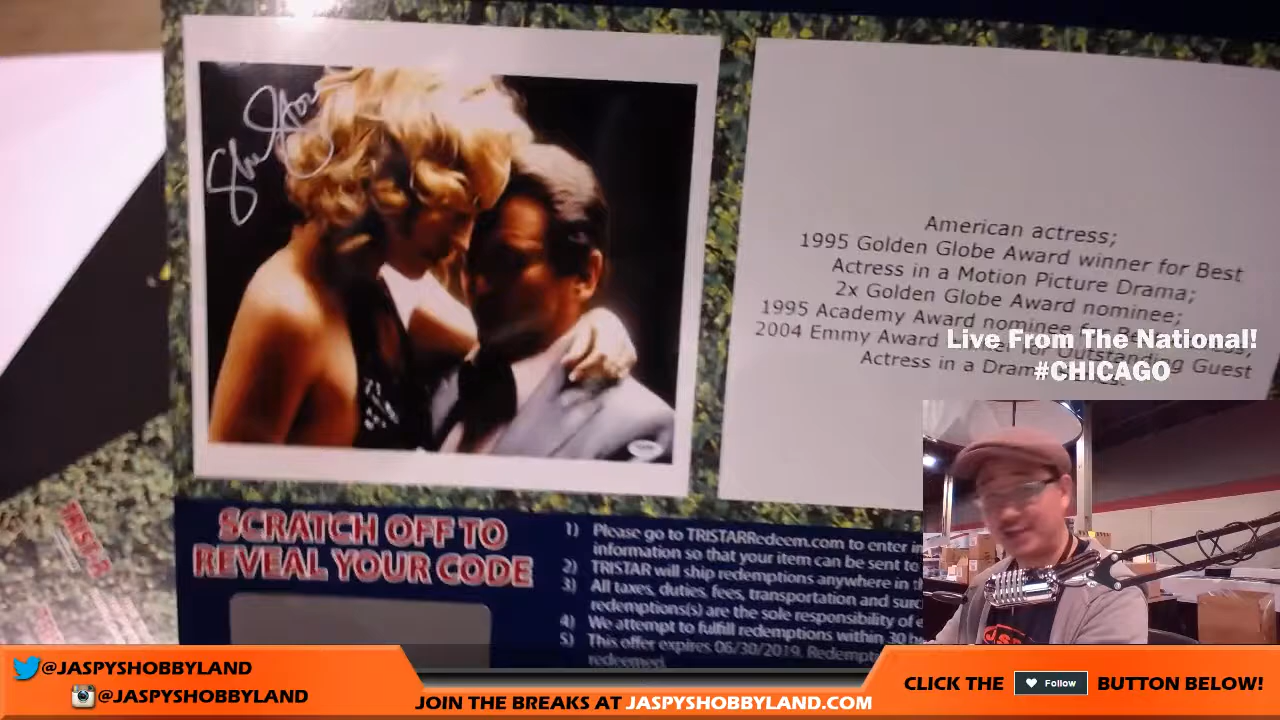 American actress;
1995 Golden Globe Award winner for Best
Actress in a Motion Picture Drama;
2x Golden Globe Award nominee;
1995 Academy Award nominee for
2004 Emmy Award for Outstanding Guest
Actress in a Drama
Live From The National!
#CHICAGO
SCRATCH OFF TO
REVEAL YOUR CODE
1) Please go to TRISTARRedeem.com to enter
information so that your item can be sent to
2) TRISTAR will ship redemptions anywhere in
3) All taxes, duties, fees, transportation and
redemptions(s) are the sole responsibility of
4) We attempt to fulfill redemptions within 30
5) This offer expires 06/30/2019.
redeemed.
TRISTAR
@JASPYSHOBBYLAND
@JASPYSHOBBYLAND
JOIN THE BREAKS AT JASPYSHOBBYLAND.COM
CLICK THE Follow BUTTON BELOW!